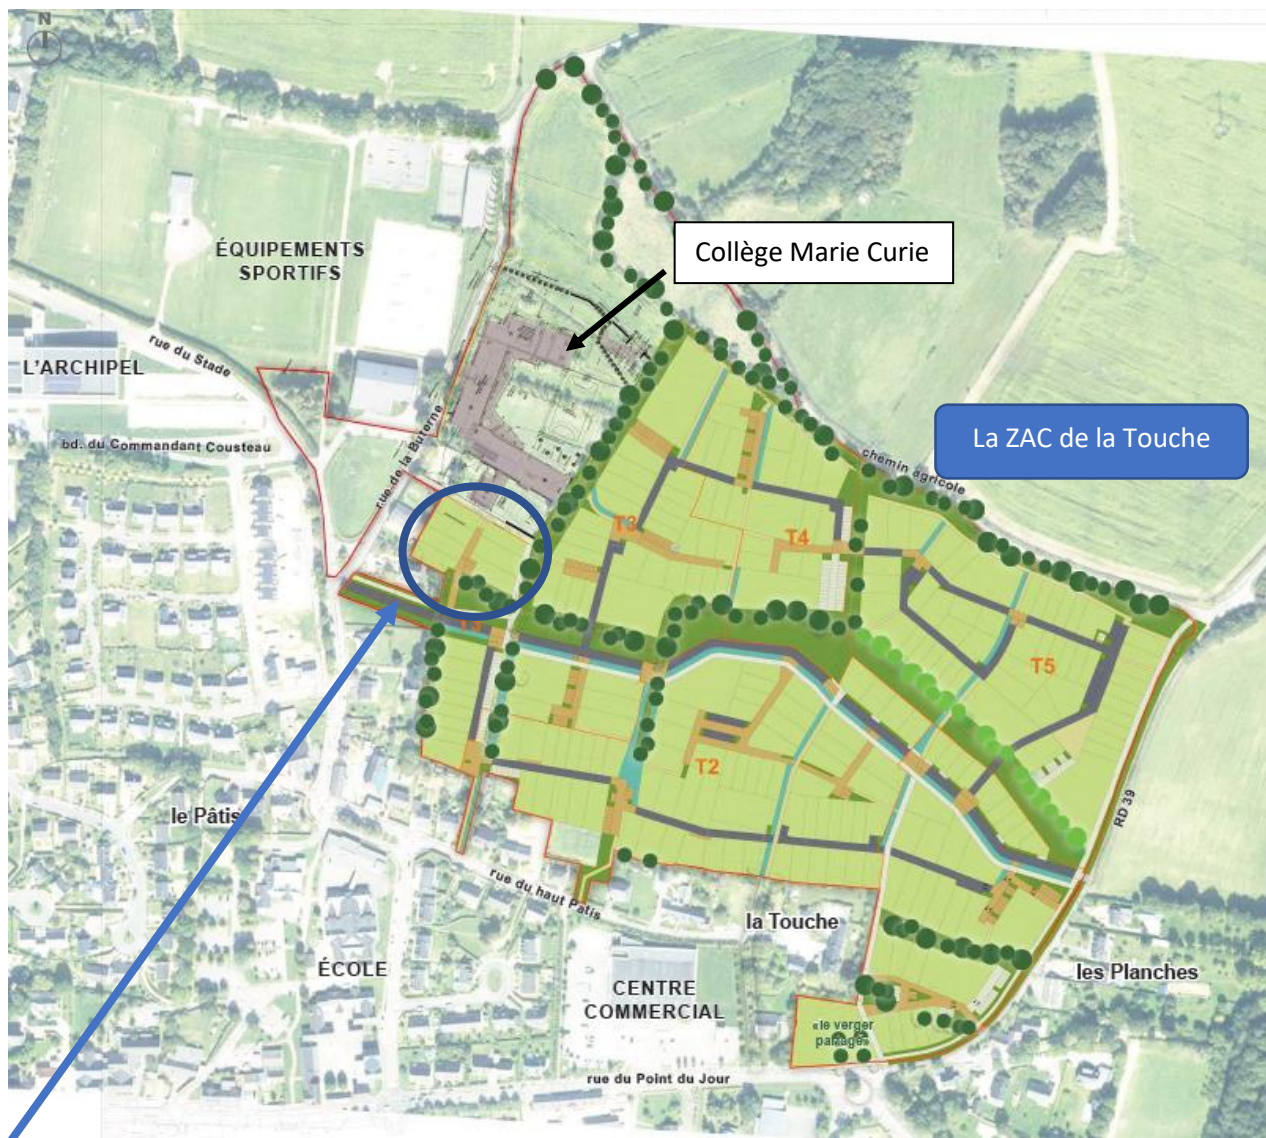 N
ÉQUIPEMENTS
SPORTIFS
Collège Marie Curie
L'ARCHIPEL
rue du Stade
bd. du Commandant Cousteau
rue de la Buterne
La ZAC de la Touche
chemin agricole
T3
T4
T5
T2
RD 39
le Pâtis
rue du haut Patis
la Touche
les Planches
ÉCOLE
CENTRE
COMMERCIAL
«le verger
partagé»
rue du Point du Jour